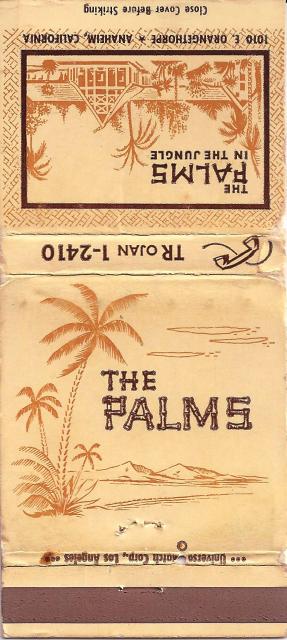 Close Cover Before Striking
1010 E. ORANGETHORPE ★ ANAHEIM, CALIFORNIA
THE
PALMS
IN THE JUNGLE
TROJAN 1-2410
THE
PALMS
©
*** Universal Match Corp., Los Angeles ***